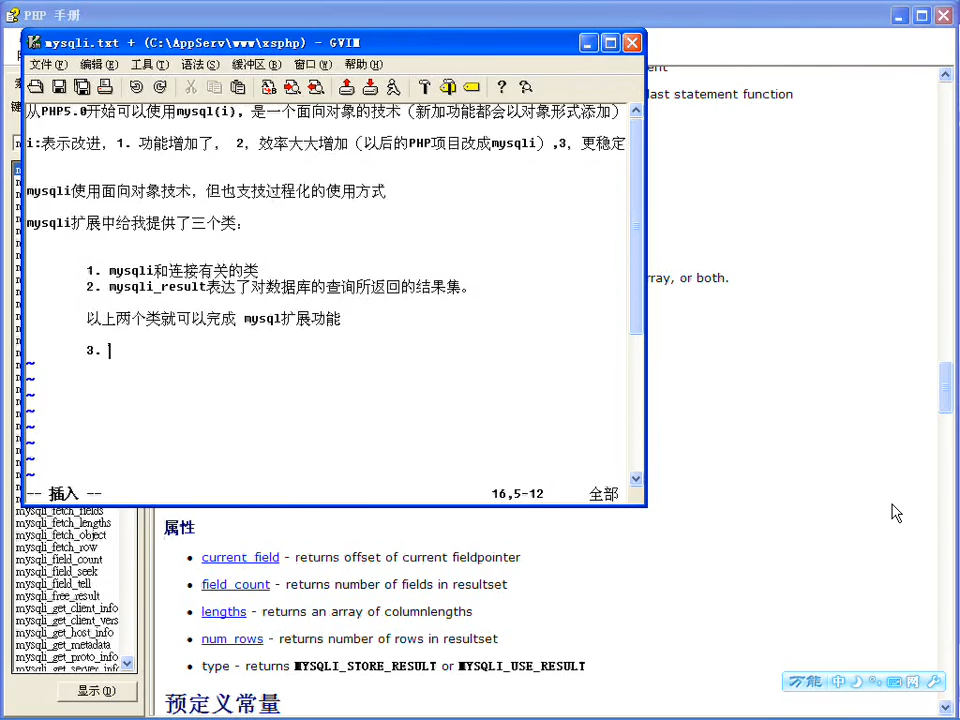 PHP 手册
mysqli.txt + (C:\AppServ\www\xsphp) - GVIM
文件(F) 编辑(E) 工具(T) 语法(S) 缓冲区(B) 窗口(W) 帮助(H)
last statement function
从PHP5.0开始可以使用mysql(i), 是一个面向对象的技术（新加功能都会以对象形式添加）
i:表示改进, 1. 功能增加了, 2, 效率大大增加（以后的PHP项目改成mysqli）,3, 更稳定
mysqli使用面向对象技术, 但也支技过程化的使用方式
mysqli扩展中给我提供了三个类:
1. mysqli和连接有关的类
2. mysqli_result表达了对数据库的查询所返回的结果集。
rray, or both.
以上两个类就可以完成 mysql扩展功能
3.
~
~
~
~
~
~
~
~
-- 插入 --
16,5-12
全部
mysqli_fetch_fields
mysqli_fetch_lengths
mysqli_fetch_object
mysqli_fetch_row
mysqli_field_count
mysqli_field_seek
mysqli_field_tell
mysqli_free_result
mysqli_get_client_info
mysqli_get_client_vers
mysqli_get_host_info
mysqli_get_metadata
mysqli_get_proto_info
mysqli_get_server_info
显示(D)
属性
current_field - returns offset of current fieldpointer
field_count - returns number of fields in resultset
lengths - returns an array of columnlengths
num_rows - returns number of rows in resultset
type - returns MYSQLI_STORE_RESULT or MYSQLI_USE_RESULT
预定义常量
万能 中